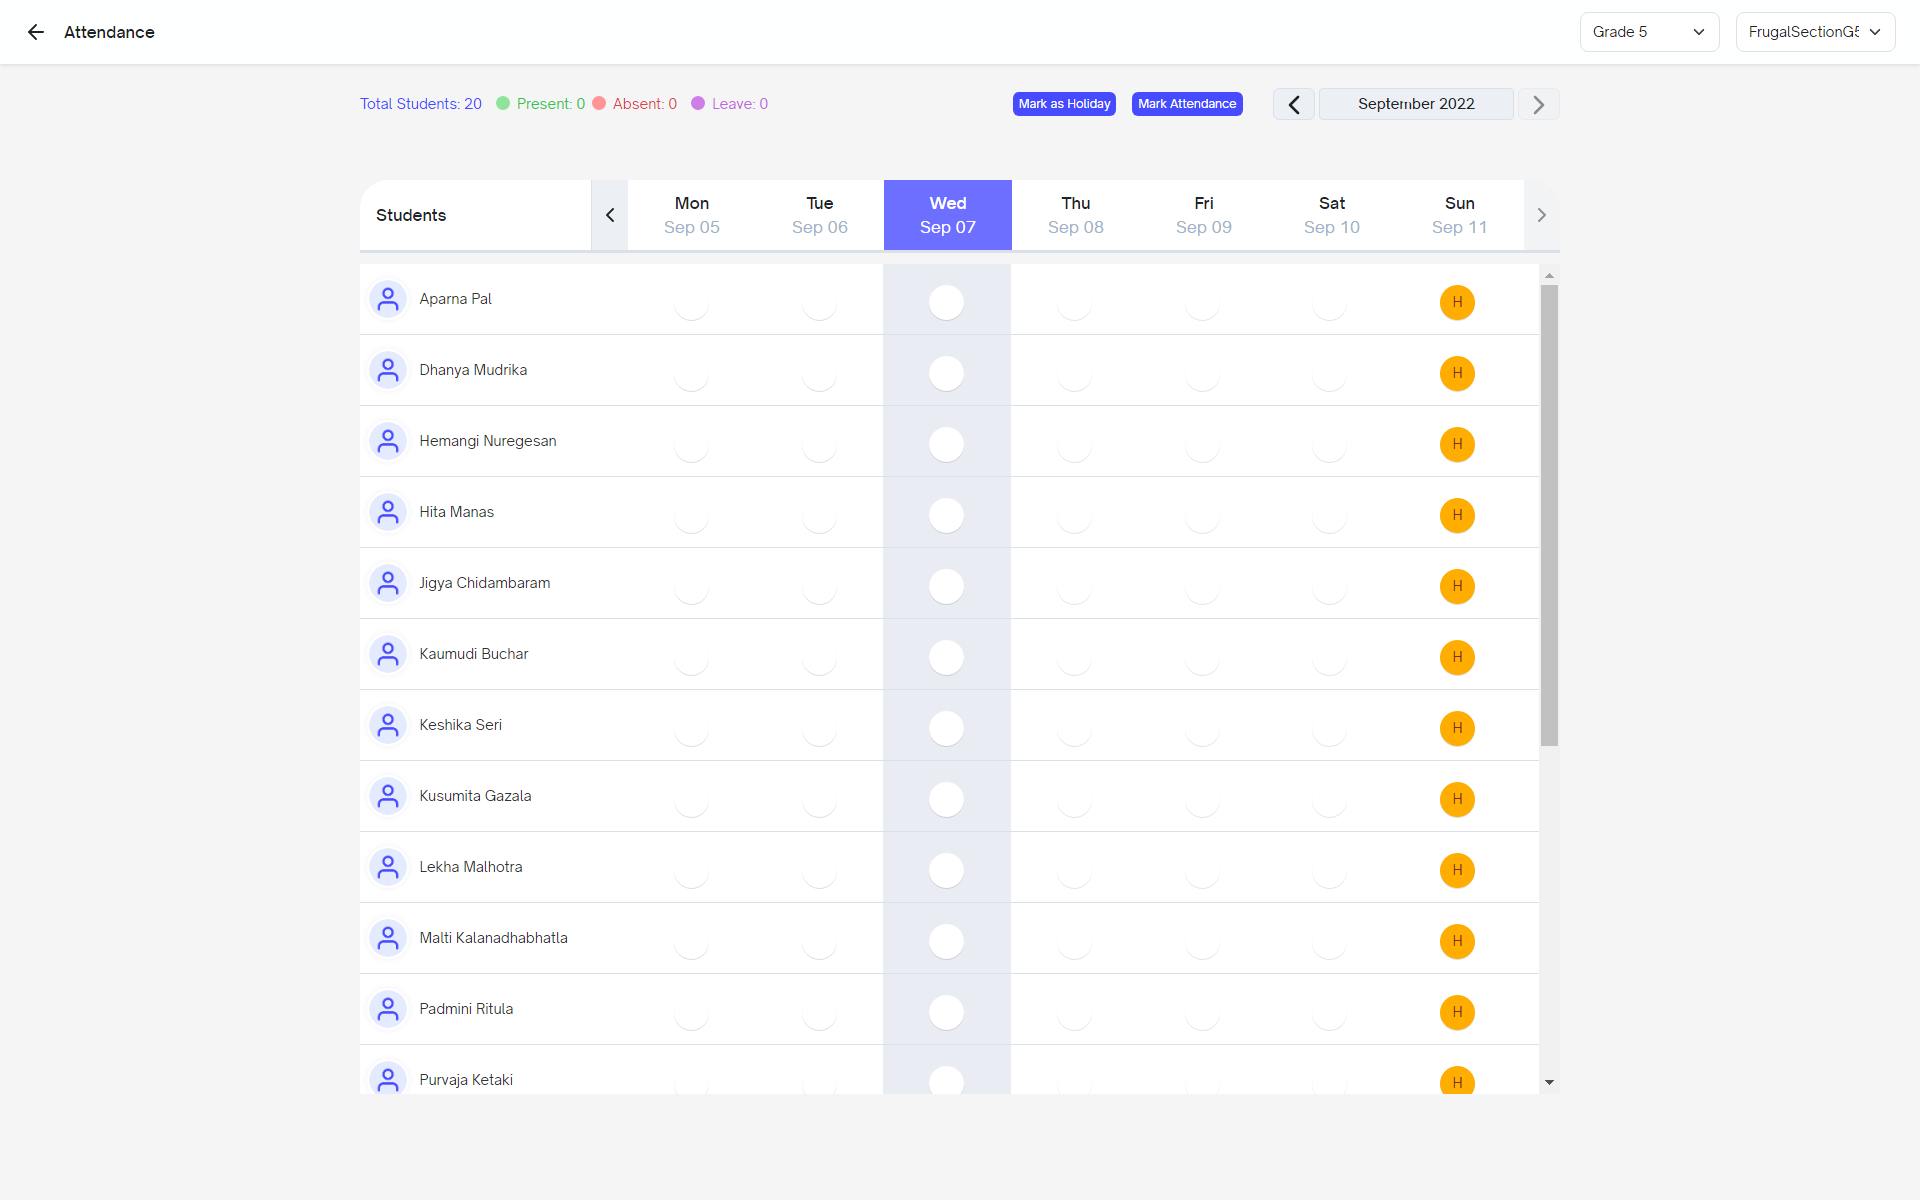 Attendance
Grade 5
FrugalSectionG5
Total Students: 20 Present: 0 Absent: 0 Leave: 0
Mark as Holiday
Mark Attendance
September 2022
Students
Mon Tue Wed Thu Fri Sat Sun
Sep 05 Sep 06 Sep 07 Sep 08 Sep 09 Sep 10 Sep 11
Aparna Pal H
Dhanya Mudrika H
Hemangi Nuregesan H
Hita Manas H
Jigya Chidambaram H
Kaumudi Buchar H
Keshika Seri H
Kusumita Gazala H
Lekha Malhotra H
Malti Kalanadhabhatla H
Padmini Ritula H
Purvaja Ketaki H